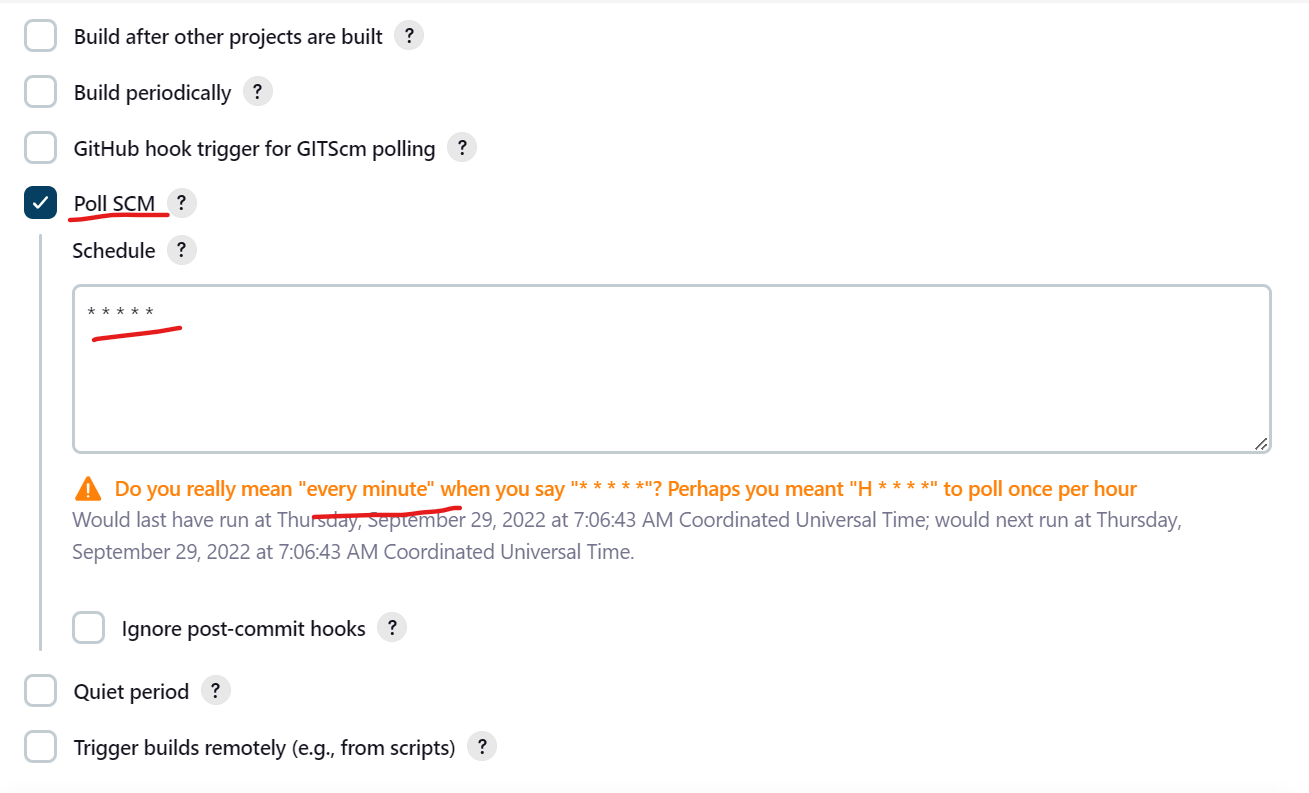 Build after other projects are built ?
Build periodically ?
GitHub hook trigger for GITScm polling ?
Poll SCM ?
Schedule ?
* * * * *
Do you really mean "every minute" when you say "* * * * *"? Perhaps you meant "H * * * *" to poll once per hour
Would last have run at Thursday, September 29, 2022 at 7:06:43 AM Coordinated Universal Time; would next run at Thursday,
September 29, 2022 at 7:06:43 AM Coordinated Universal Time.
Ignore post-commit hooks ?
Quiet period ?
Trigger builds remotely (e.g., from scripts) ?